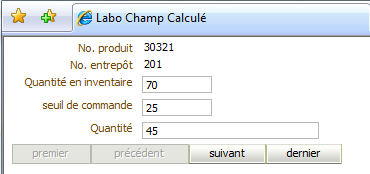 Labo Champ Calculé
No. produit 30321
No. entrepôt 201
Quantité en inventaire 70
seuil de commande 25
Quantité 45
premier précédent suivant dernier